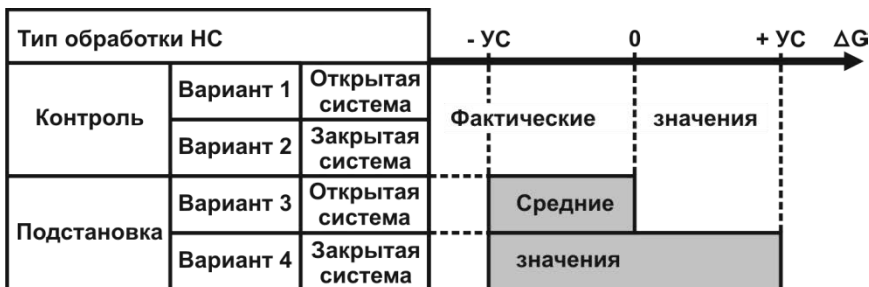 Тип обработки НС
- УС 0 + УС ΔG
Контроль
Вариант 1
Открытая
система
Вариант 2
Закрытая
система
Фактические значения
Подстановка
Вариант 3
Открытая
система
Средние
Вариант 4
Закрытая
система
значения